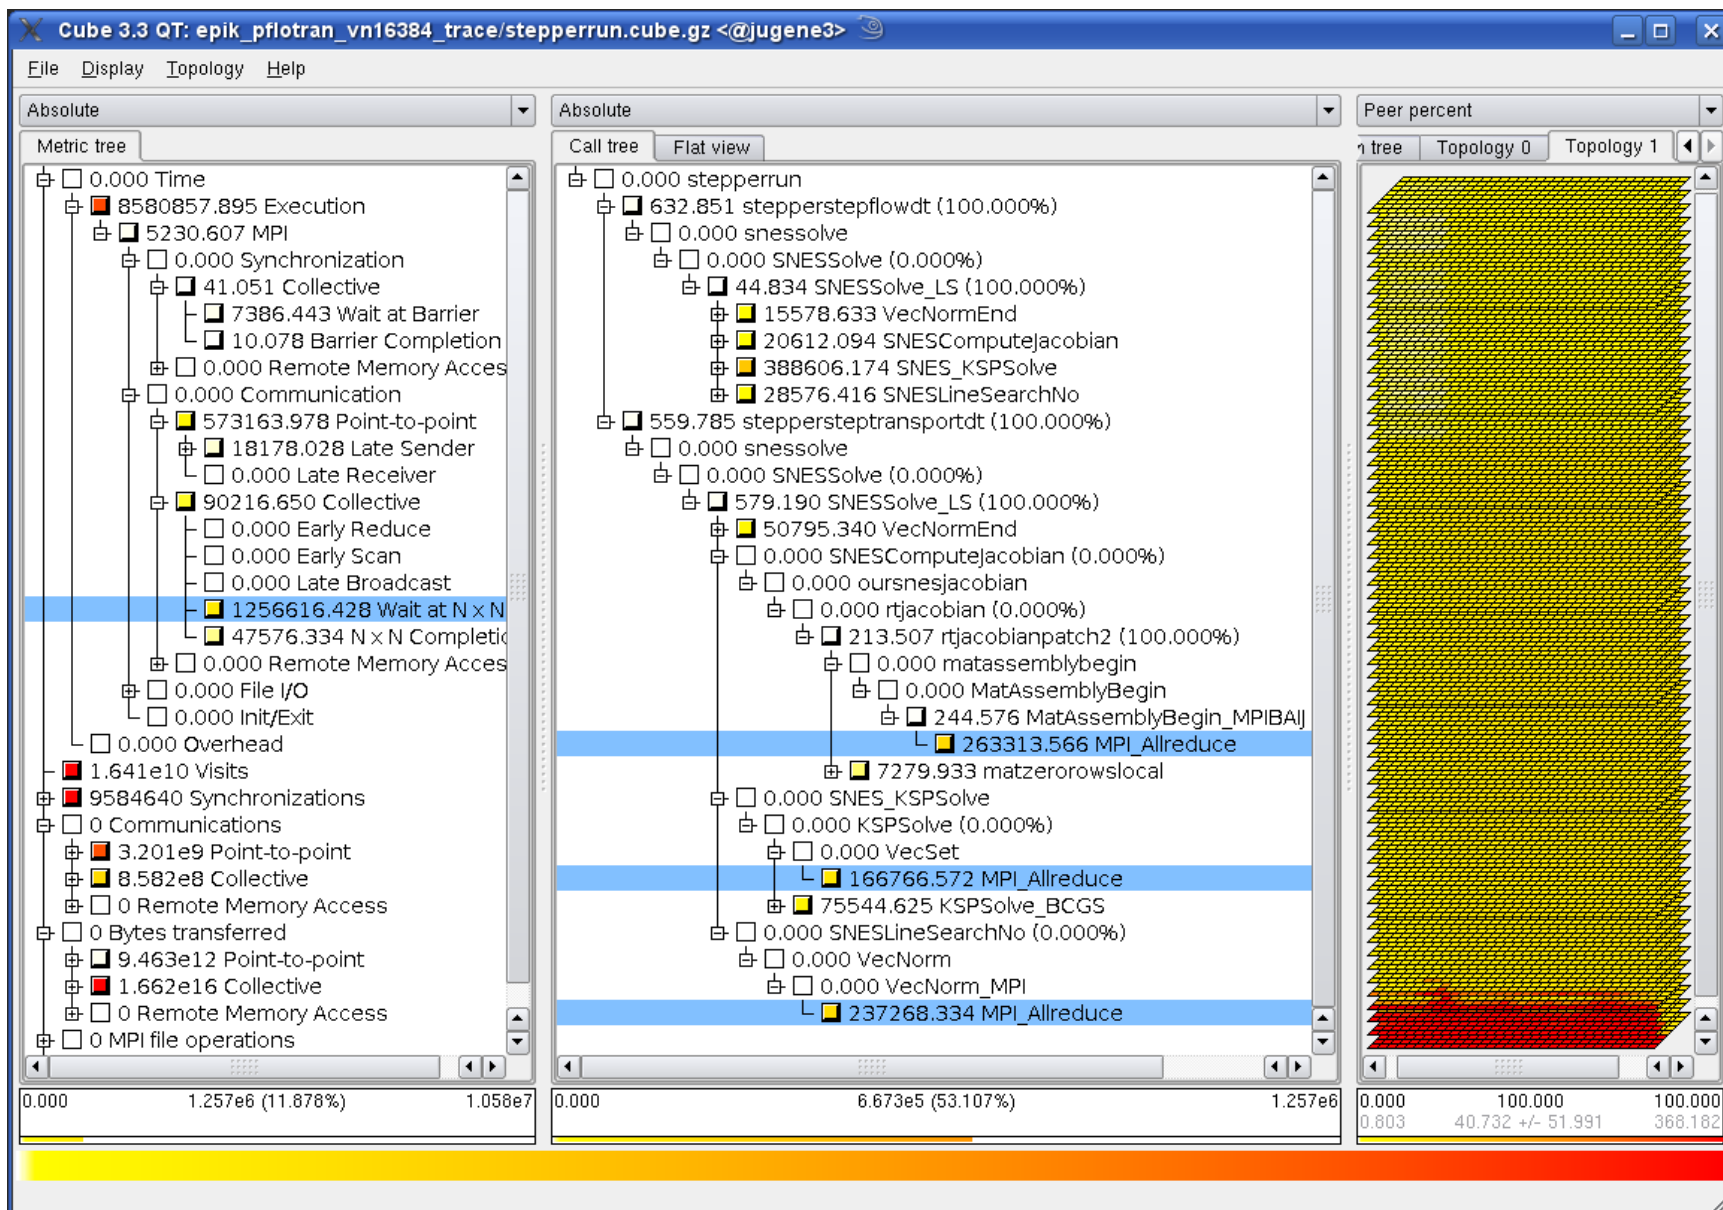 Cube 3.3 QT: epik_pflotran_vn16384_trace/stepperrun.cube.gz <@jugene3>
File Display Topology Help
Absolute
Metric tree
0.000 Time
8580857.895 Execution
5230.607 MPI
0.000 Synchronization
41.051 Collective
7386.443 Wait at Barrier
10.078 Barrier Completion
0.000 Remote Memory Acces
0.000 Communication
573163.978 Point-to-point
18178.028 Late Sender
0.000 Late Receiver
90216.650 Collective
0.000 Early Reduce
0.000 Early Scan
0.000 Late Broadcast
1256616.428 Wait at N x N
47576.334 N x N Completic
0.000 Remote Memory Acces
0.000 File I/O
0.000 Init/Exit
0.000 Overhead
1.641e10 Visits
9584640 Synchronizations
0 Communications
3.201e9 Point-to-point
8.582e8 Collective
0 Remote Memory Access
0 Bytes transferred
9.463e12 Point-to-point
1.662e16 Collective
0 Remote Memory Access
0 MPI file operations
0.000 1.257e6 (11.878%) 1.058e7
Absolute
Call tree Flat view
0.000 stepperrun
632.851 stepperstepflowdt (100.000%)
0.000 snessolve
0.000 SNESSolve (0.000%)
44.834 SNESSolve_LS (100.000%)
15578.633 VecNormEnd
20612.094 SNESComputeJacobian
388606.174 SNES_KSPSolve
28576.416 SNESLineSearchNo
559.785 steppersteptransportdt (100.000%)
0.000 snessolve
0.000 SNESSolve (0.000%)
579.190 SNESSolve_LS (100.000%)
50795.340 VecNormEnd
0.000 SNESComputeJacobian (0.000%)
0.000 oursnesjacobian
0.000 rtjacobian (0.000%)
213.507 rtjacobianpatch2 (100.000%)
0.000 matassemblybegin
0.000 MatAssemblyBegin
244.576 MatAssemblyBegin_MPIBAIJ
263313.566 MPI_Allreduce
7279.933 matzerorowslocal
0.000 SNES_KSPSolve
0.000 KSPSolve (0.000%)
0.000 VecSet
166766.572 MPI_Allreduce
75544.625 KSPSolve_BCGS
0.000 SNESLineSearchNo (0.000%)
0.000 VecNorm
0.000 VecNorm_MPI
237268.334 MPI_Allreduce
0.000 6.673e5 (53.107%) 1.257e6
Peer percent
n tree Topology 0 Topology 1
0.000 100.000 100.000
0.803 40.732 +/- 51.991 368.182